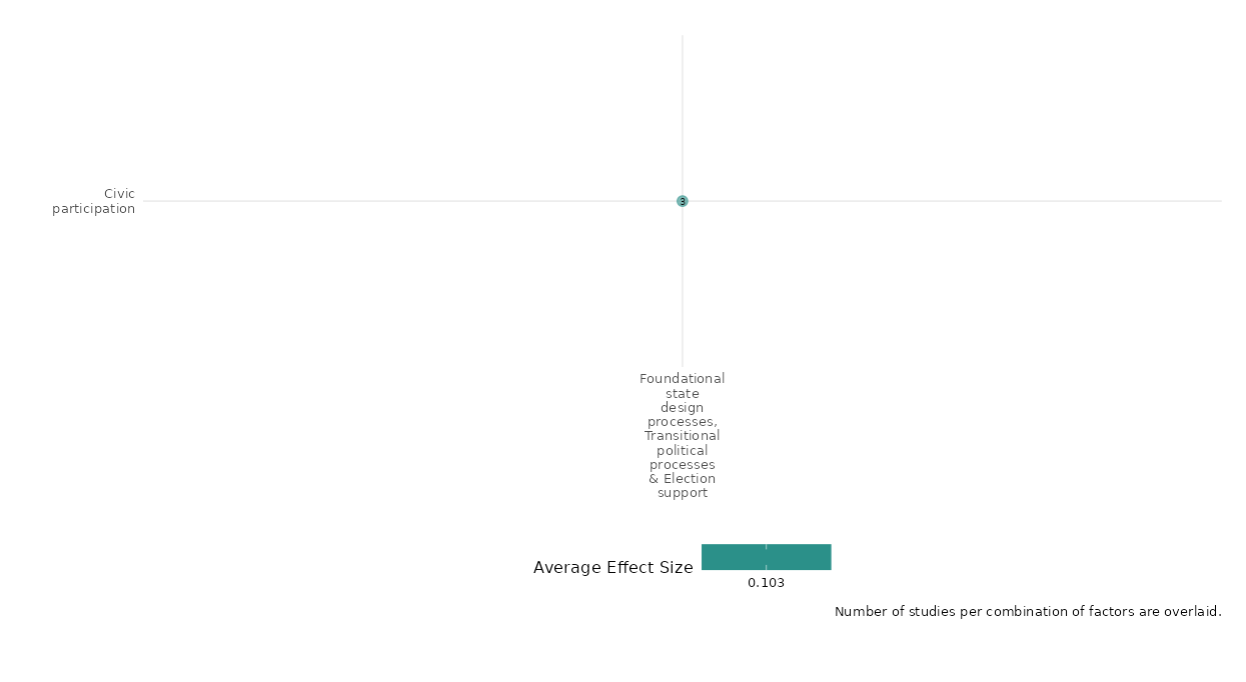 Civic
participation
3
Foundational
state
design
processes,
Transitional
political
processes
& Election
support
Average Effect Size
0.103
Number of studies per combination of factors are overlaid.